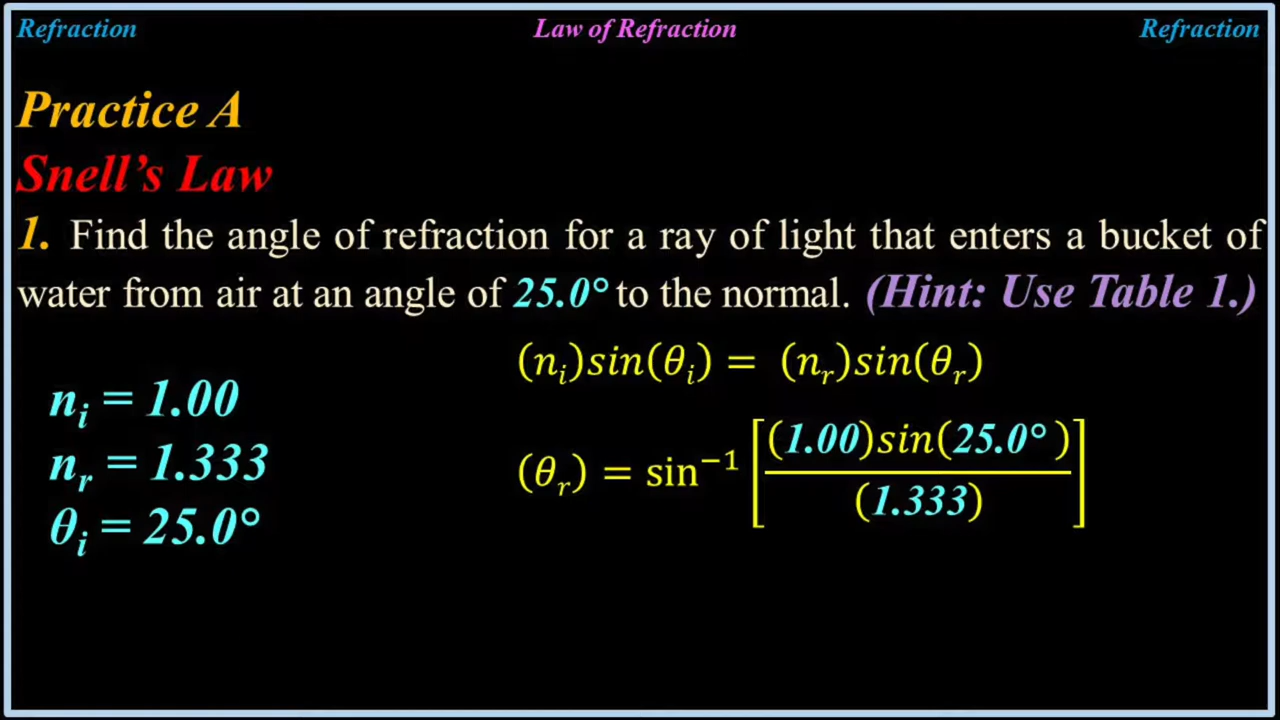 Refraction Law of Refraction Refraction
Practice A
Snell’s Law
1. Find the angle of refraction for a ray of light that enters a bucket of
water from air at an angle of 25.0° to the normal. (Hint: Use Table 1.)
(nᵢ)sin(θᵢ) = (nᵣ)sin(θᵣ)
nᵢ = 1.00
nᵣ = 1.333
θᵢ = 25.0°
(θᵣ) = sin⁻¹ [(1.00)sin(25.0°)/(1.333)]